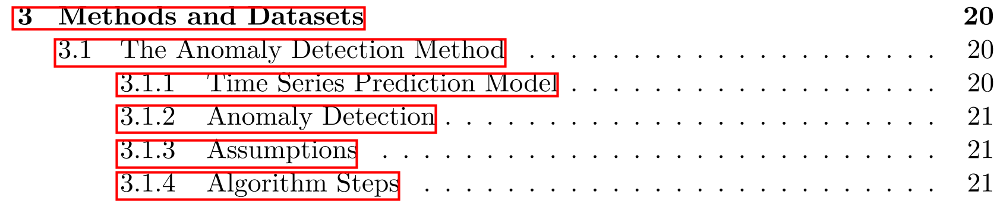 3 Methods and Datasets 20
3.1 The Anomaly Detection Method . . . . . . . . . . . . . . . . . . . . 20
3.1.1 Time Series Prediction Model . . . . . . . . . . . . . . . . . . 20
3.1.2 Anomaly Detection . . . . . . . . . . . . . . . . . . . . . . . . 21
3.1.3 Assumptions . . . . . . . . . . . . . . . . . . . . . . . . . . . 21
3.1.4 Algorithm Steps . . . . . . . . . . . . . . . . . . . . . . . . . 21